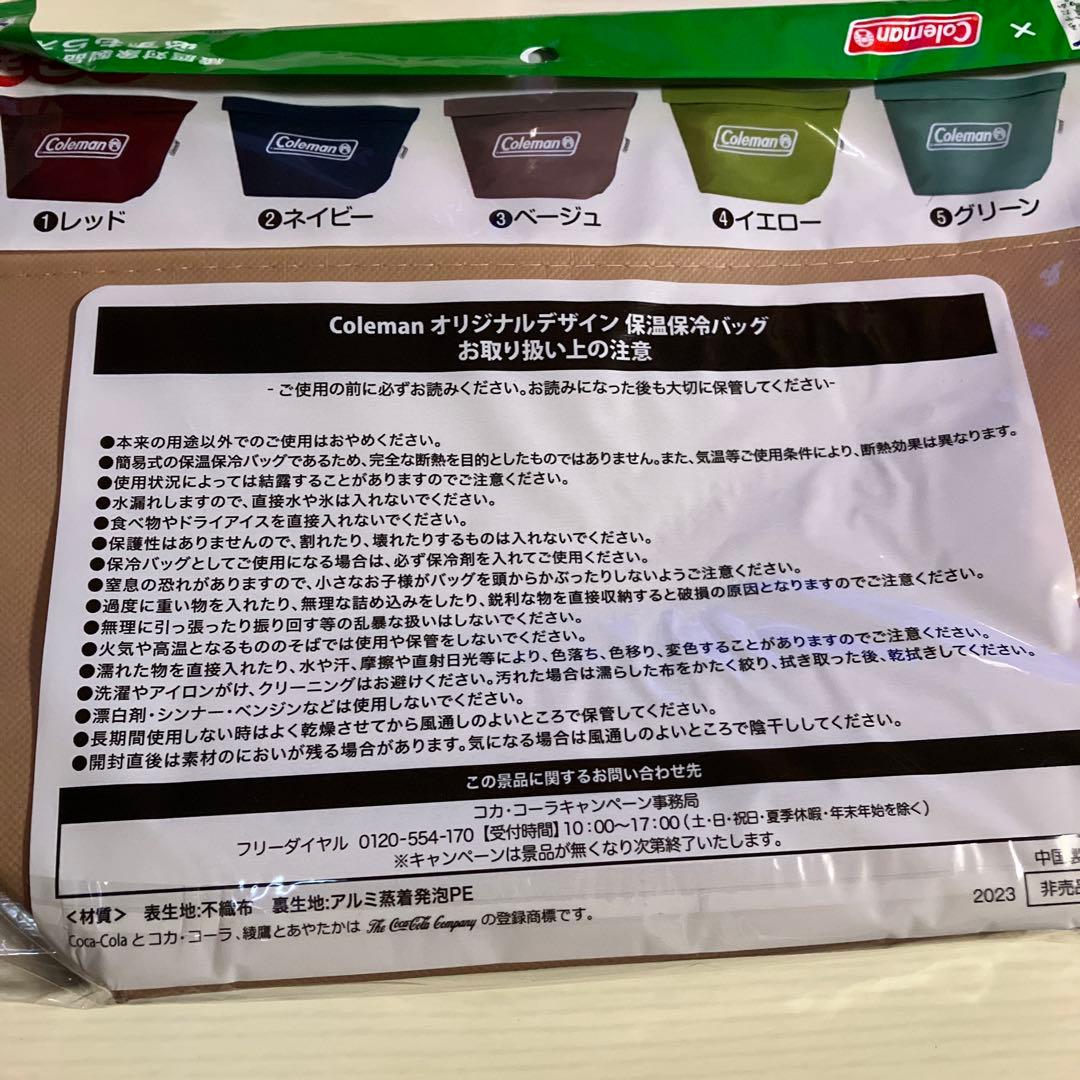 綾鷹対象製品
必ずもらえ
Coleman ×
Coleman
Coleman
Coleman
Coleman
Coleman
❶レッド
❷ネイビー
❸ベージュ
❹イエロー
❺グリーン
Coleman オリジナルデザイン 保温保冷バッグ
お取り扱い上の注意
- ご使用の前に必ずお読みください。お読みになった後も大切に保管してください-
●本来の用途以外でのご使用はおやめください。
●簡易式の保温保冷バッグであるため、完全な断熱を目的としたものではありません。また、気温等ご使用条件により、断熱効果は異なります。
●使用状況によっては結露することがありますのでご注意ください。
●水漏れしますので、直接水や氷は入れないでください。
●食べ物やドライアイスを直接入れないでください。
●保護性はありませんので、割れたり、壊れたりするものは入れないでください。
●保冷バッグとしてご使用になる場合は、必ず保冷剤を入れてご使用ください。
●窒息の恐れがありますので、小さなお子様がバッグを頭からかぶったりしないようご注意ください。
●過度に重い物を入れたり、無理な詰め込みをしたり、鋭利な物を直接収納すると破損の原因となりますのでご注意ください。
●無理に引っ張ったり振り回す等の乱暴な扱いはしないでください。
●火気や高温となるもののそばでは使用や保管をしないでください。
●濡れた物を直接入れたり、水や汗、摩擦や直射日光等により、色落ち、色移り、変色することがありますのでご注意ください。
●洗濯やアイロンがけ、クリーニングはお避けください。汚れた場合は濡らした布をかたく絞り、拭き取った後、乾拭きしてください。
●漂白剤・シンナー・ベンジンなどは使用しないでください。
●長期間使用しない時はよく乾燥させてから風通しのよいところで保管してください。
●開封直後は素材のにおいが残る場合があります。気になる場合は風通しのよいところで陰干ししてください。
この景品に関するお問い合わせ先
コカ・コーラキャンペーン事務局
フリーダイヤル 0120-554-170 【受付時間】10:00〜17:00(土・日・祝日・夏季休暇・年末年始を除く)
※キャンペーンは景品が無くなり次第終了いたします。
中国製
<材質> 表生地:不織布 裏生地:アルミ蒸着発泡PE
2023 非売品
Coca-Cola とコカ・コーラ、綾鷹とあやたかは The Coca-Cola Company の登録商標です。